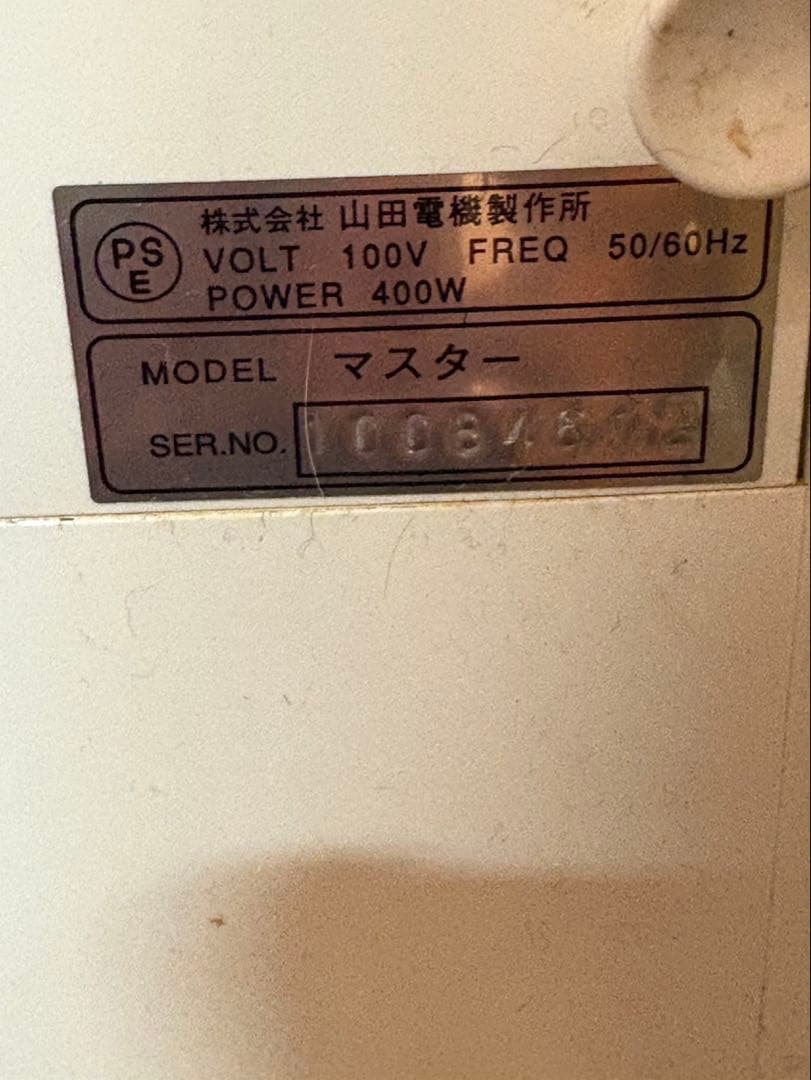 PS
E
株式会社 山田電機製作所
VOLT 100V FREQ 50/60Hz
POWER 400W
MODEL マスター
SER.NO.